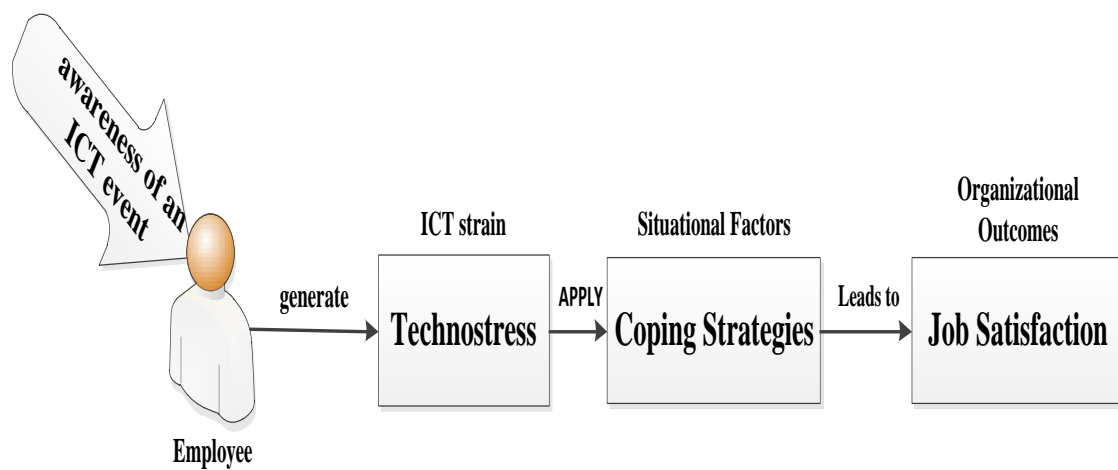 awareness of an
ICT event
Employee
generate
ICT strain
Technostress
APPLY
Situational Factors
Coping Strategies
Leads to
Organizational
Outcomes
Job Satisfaction